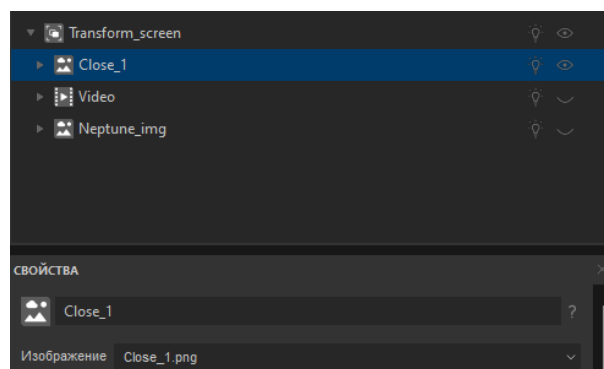 Transform_screen
Close_1
Video
Neptune_img
СВОЙСТВА
Close_1 ?
Изображение Close_1.png